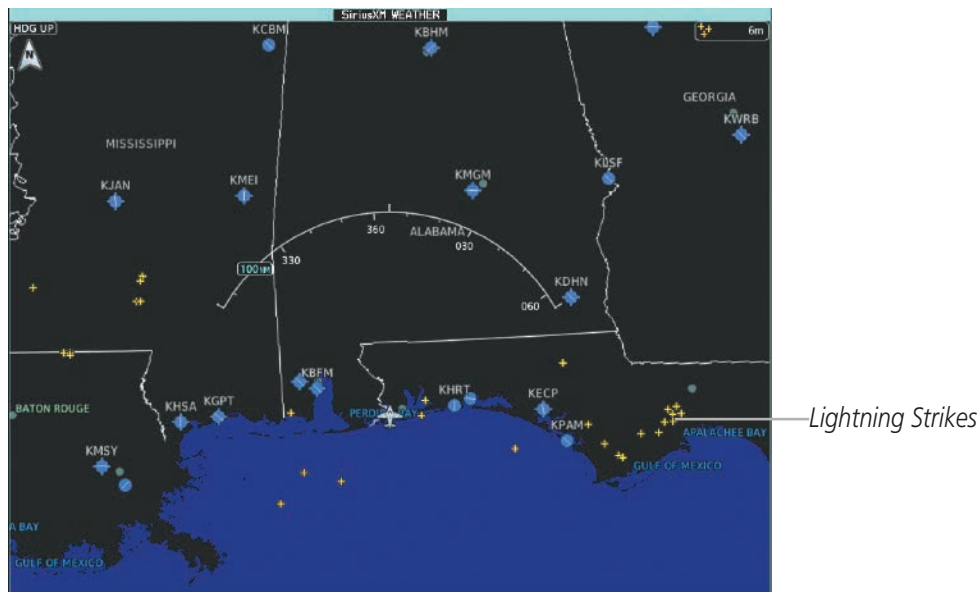 SiriusXM WEATHER
HDG UP
6m
N
KCBM
KBHM
GEORGIA
KWRB
MISSISSIPPI
KJAN
KMEI
KMGM
KLSF
360
ALABAMA
030
330
100NM
060
KDHN
KBFM
BATON ROUGE
KHSA
KGPT
PERDIDO BAY
KHRT
KECP
Lightning Strikes
KPAM
APALACHEE BAY
KMSY
GULF OF MEXICO
A BAY
GULF OF MEXICO